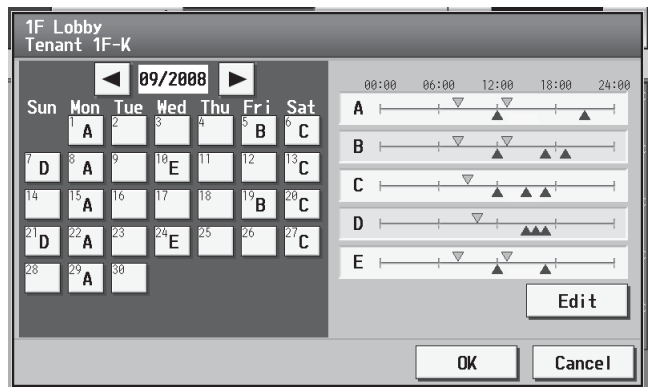 1F Lobby
Tenant 1F-K
09/2008
Sun Mon Tue Wed Thu Fri Sat
1 A 2 3 4 5 B 6 C
7 D 8 A 9 10 E 11 12 13 C
14 15 A 16 17 18 19 B 20 C
21 D 22 A 23 24 E 25 26 27 C
28 29 A 30
00:00 06:00 12:00 18:00 24:00
A
B
C
D
E
Edit
OK Cancel